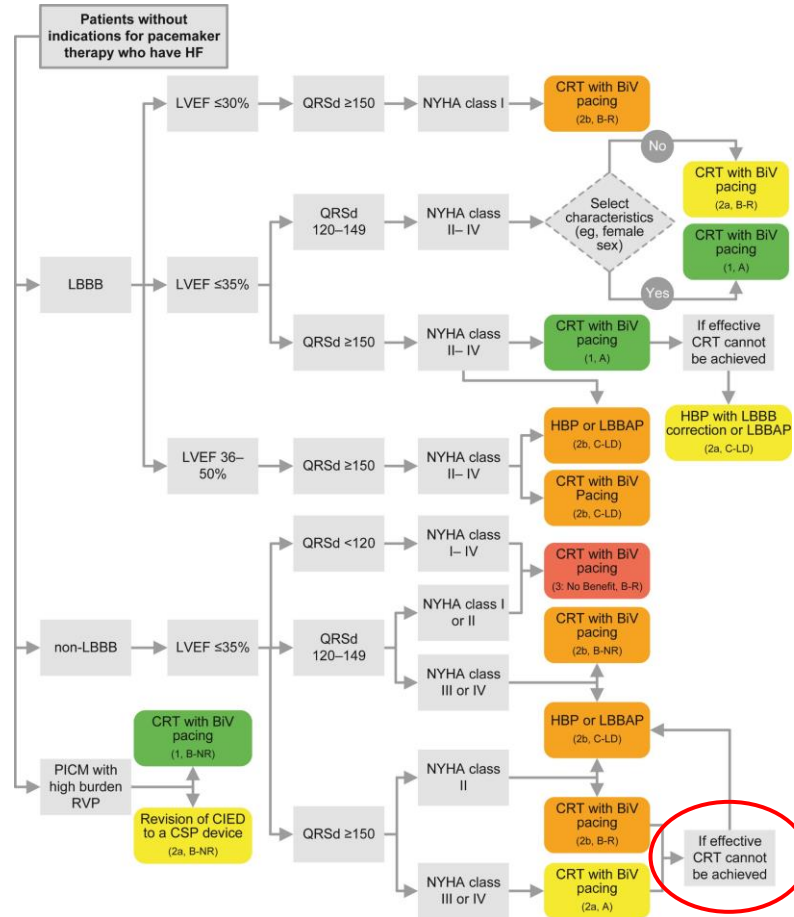 Patients without
indications for pacemaker
therapy who have HF
LVEF ≤30%
QRSd ≥150
NYHA class I
CRT with BiV
pacing
(2b, B-R)
No
CRT with BiV
pacing
(2a, B-R)
QRSd
120–149
NYHA class
II– IV
Select
characteristics
(eg, female
sex)
CRT with BiV
pacing
(1, A)
Yes
LBBB
LVEF ≤35%
QRSd ≥150
NYHA class
II– IV
CRT with BiV
pacing
(1, A)
If effective
CRT cannot
be achieved
HBP or LBBAP
(2b, C-LD)
HBP with LBBB
correction or LBBAP
(2a, C-LD)
LVEF 36–
50%
QRSd ≥150
NYHA class
II– IV
CRT with BiV
Pacing
(2b, C-LD)
QRSd <120
NYHA class
I– IV
CRT with BiV
pacing
(3: No Benefit, B-R)
NYHA class I
or II
non-LBBB
LVEF ≤35%
QRSd
120–149
CRT with BiV
pacing
(2b, B-NR)
NYHA class
III or IV
HBP or LBBAP
(2b, C-LD)
CRT with BiV
pacing
(1, B-NR)
PICM with
high burden
RVP
Revision of CIED
to a CSP device
(2a, B-NR)
NYHA class
II
QRSd ≥150
CRT with BiV
pacing
(2b, B-R)
If effective
CRT cannot
be achieved
NYHA class
III or IV
CRT with BiV
pacing
(2a, A)